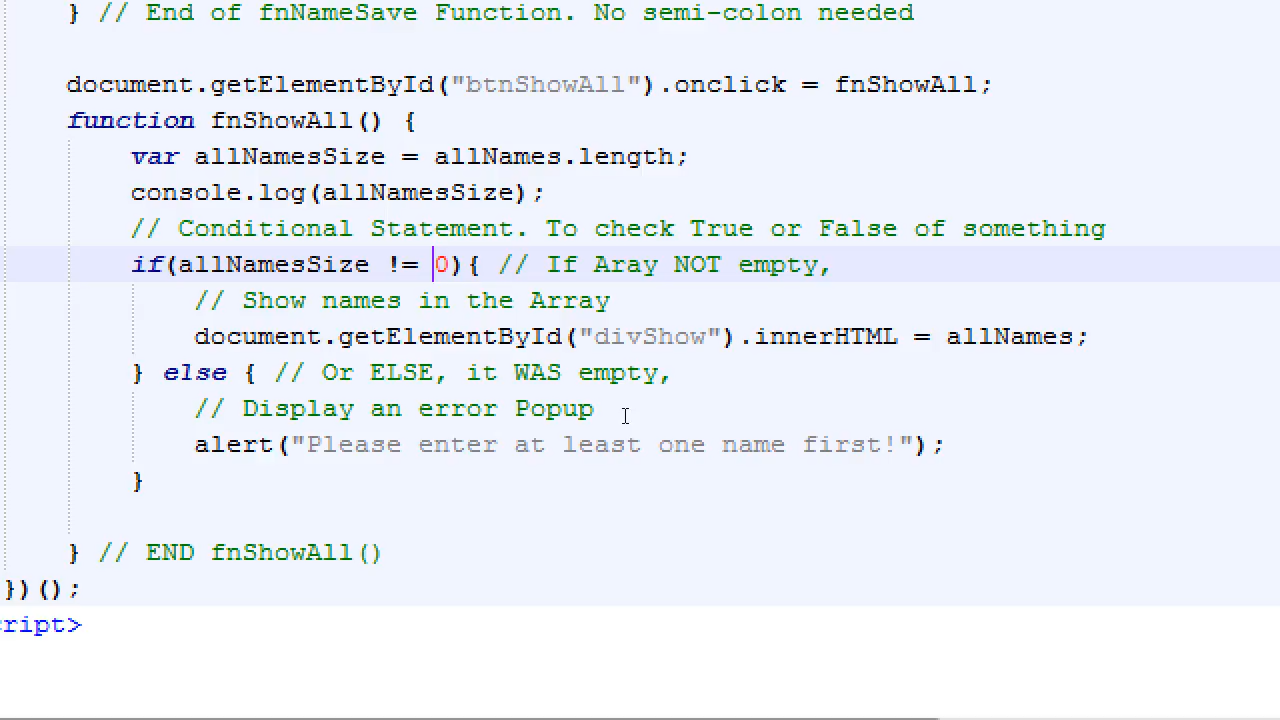 } // End of fnNameSave Function. No semi-colon needed
document.getElementById("btnShowAll").onclick = fnShowAll;
function fnShowAll() {
var allNamesSize = allNames.length;
console.log(allNamesSize);
// Conditional Statement. To check True or False of something
if(allNamesSize != 0){ // If Aray NOT empty,
// Show names in the Array
document.getElementById("divShow").innerHTML = allNames;
} else { // Or ELSE, it WAS empty,
// Display an error Popup
alert("Please enter at least one name first!");
}
} // END fnShowAll()
})();
ript>